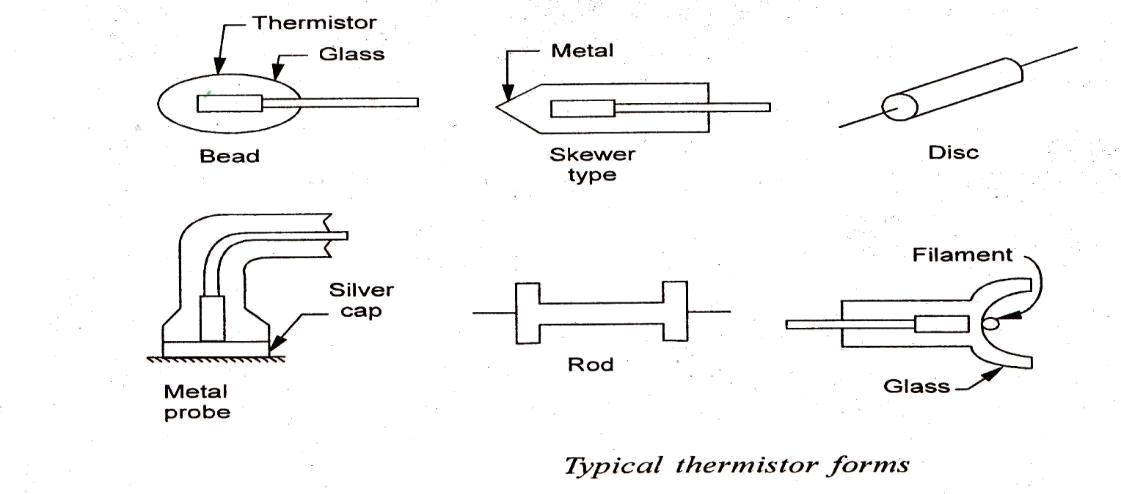 Thermistor
Glass
Bead
Metal
Skewer
type
Disc
Silver
cap
Metal
probe
Rod
Filament
Glass
Typical thermistor forms